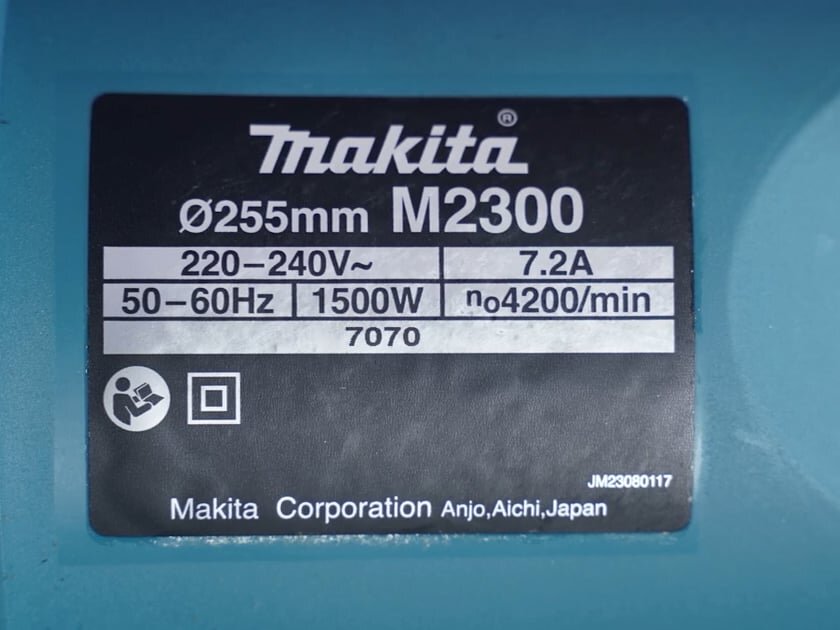 makita®
Ø255mm M2300
220-240V~ 7.2A
50-60Hz 1500W no4200/min
7070
JM23080117
Makita Corporation Anjo,Aichi,Japan